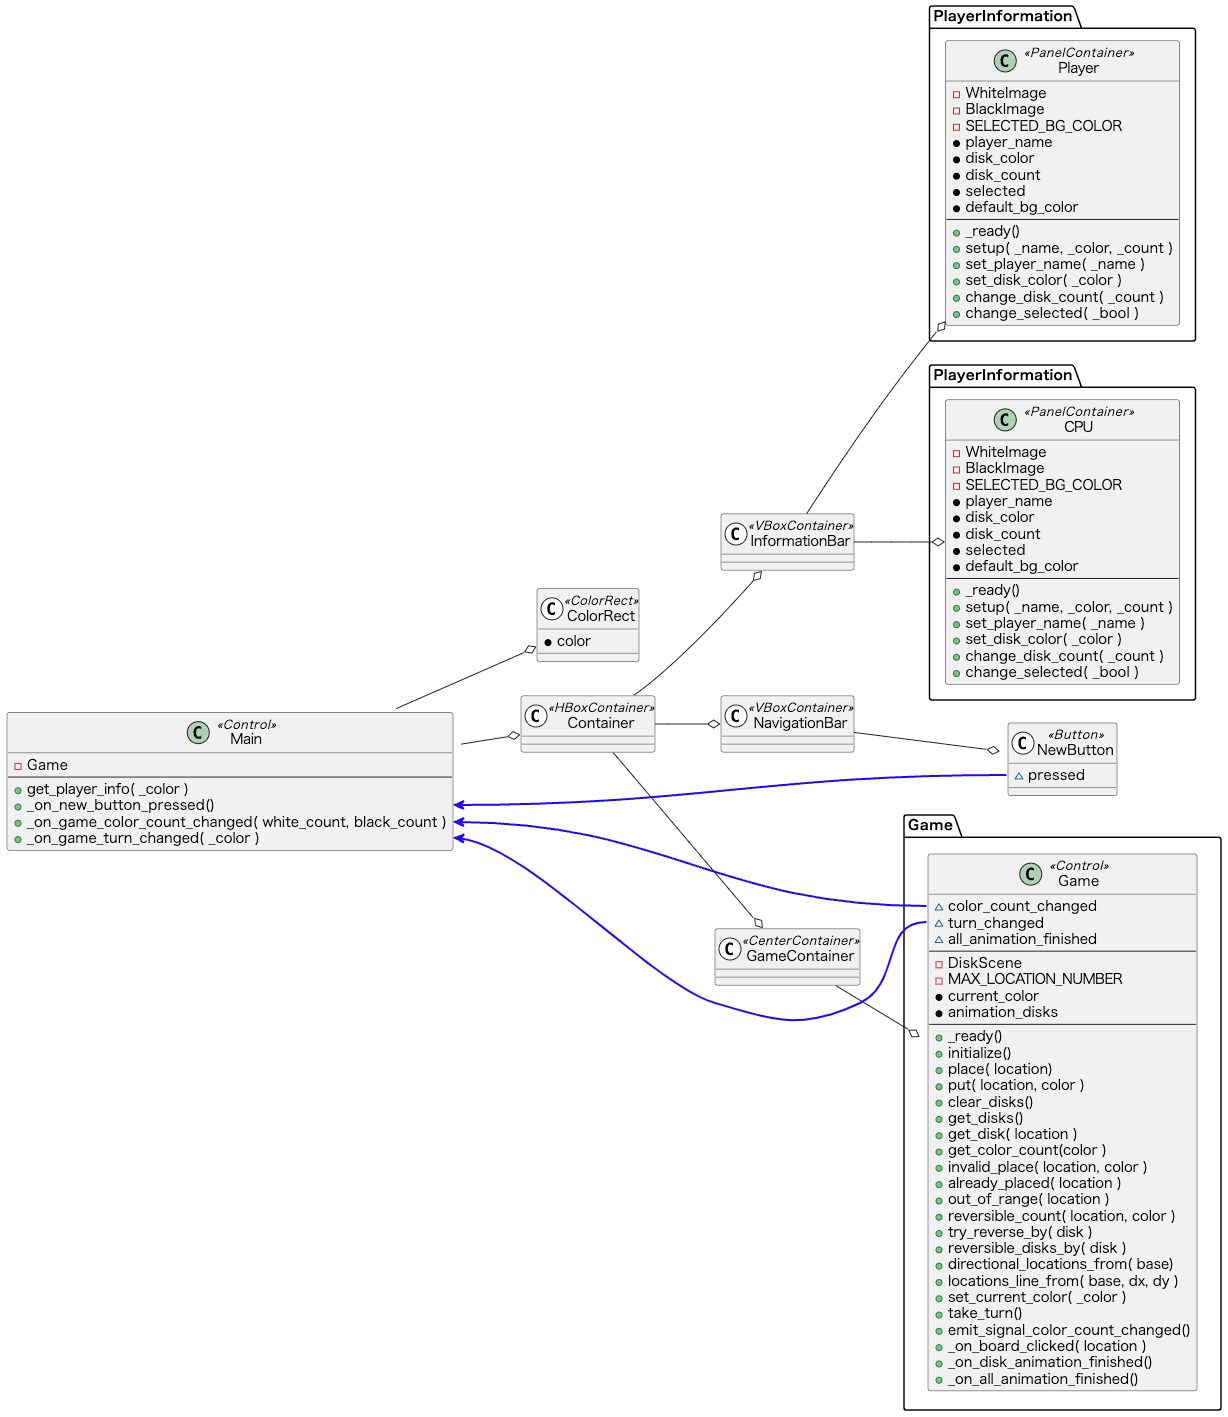 PlayerInformation
«PanelContainer»
Player
WhiteImage
BlackImage
SELECTED_BG_COLOR
player_name
disk_color
disk_count
selected
default_bg_color
_ready()
setup( _name, _color, _count )
set_player_name( _name )
set_disk_color( _color )
change_disk_count( _count )
change_selected( _bool )
PlayerInformation
«PanelContainer»
CPU
WhiteImage
BlackImage
SELECTED_BG_COLOR
player_name
disk_color
disk_count
selected
default_bg_color
_ready()
setup( _name, _color, _count )
set_player_name( _name )
set_disk_color( _color )
change_disk_count( _count )
change_selected( _bool )
«VBoxContainer»
InformationBar
«ColorRect»
ColorRect
color
«HBoxContainer»
Container
«VBoxContainer»
NavigationBar
«Button»
NewButton
pressed
«Control»
Main
Game
get_player_info( _color )
_on_new_button_pressed()
_on_game_color_count_changed( white_count, black_count )
_on_game_turn_changed( _color )
«CenterContainer»
GameContainer
Game
«Control»
Game
color_count_changed
turn_changed
all_animation_finished
DiskScene
MAX_LOCATION_NUMBER
current_color
animation_disks
_ready()
initialize()
place( location)
put( location, color )
clear_disks()
get_disks()
get_disk( location )
get_color_count(color )
invalid_place( location, color )
already_placed( location )
out_of_range( location )
reversible_count( location, color )
try_reverse_by( disk )
reversible_disks_by( disk )
directional_locations_from( base)
locations_line_from( base, dx, dy )
set_current_color( _color )
take_turn()
emit_signal_color_count_changed()
_on_board_clicked( location )
_on_disk_animation_finished()
_on_all_animation_finished()